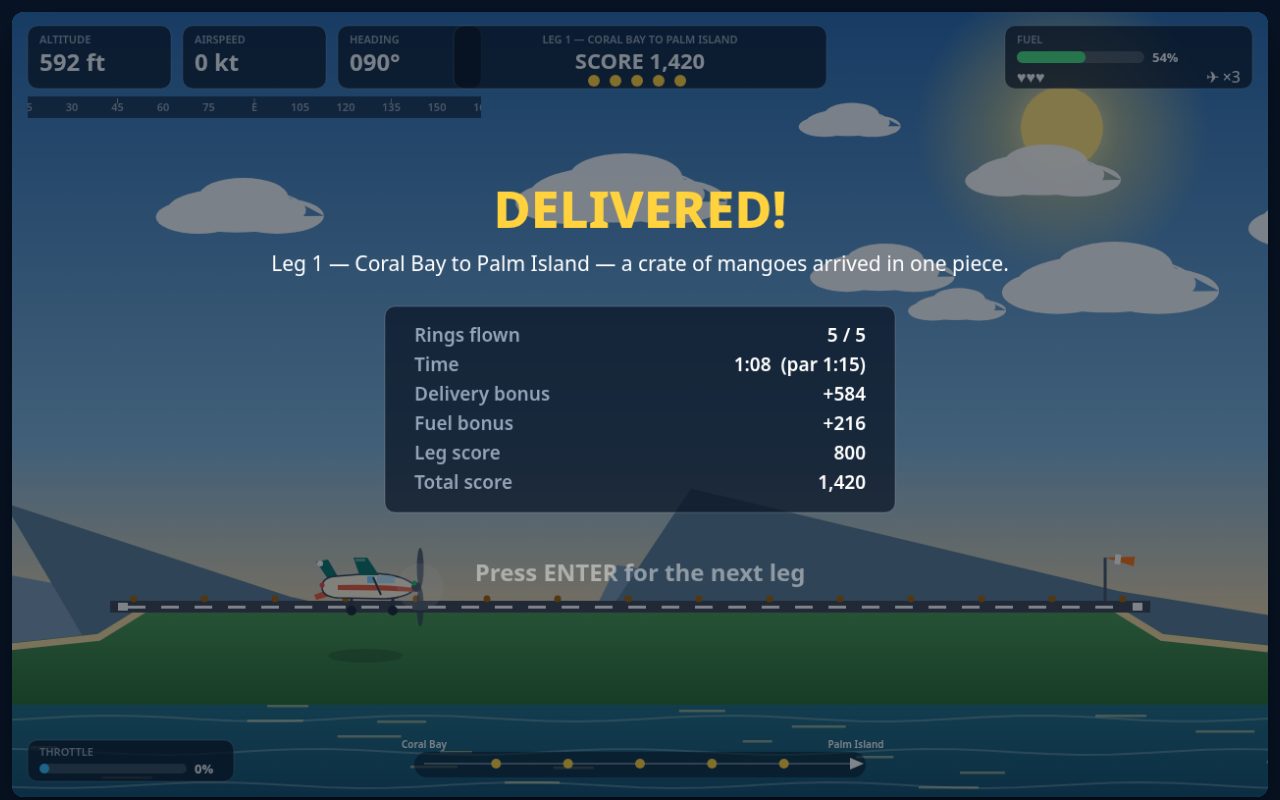 ALTITUDE
592 ft
AIRSPEED
0 kt
HEADING
090°
LEG 1 — CORAL BAY TO PALM ISLAND
SCORE 1,420
FUEL
54%
♥♥♥ ✈ ×3
30 45 60 75 E 105 120 135 150
DELIVERED!
Leg 1 — Coral Bay to Palm Island — a crate of mangoes arrived in one piece.
Rings flown 5 / 5
Time 1:08 (par 1:15)
Delivery bonus +584
Fuel bonus +216
Leg score 800
Total score 1,420
Press ENTER for the next leg
THROTTLE
0%
Coral Bay Palm Island